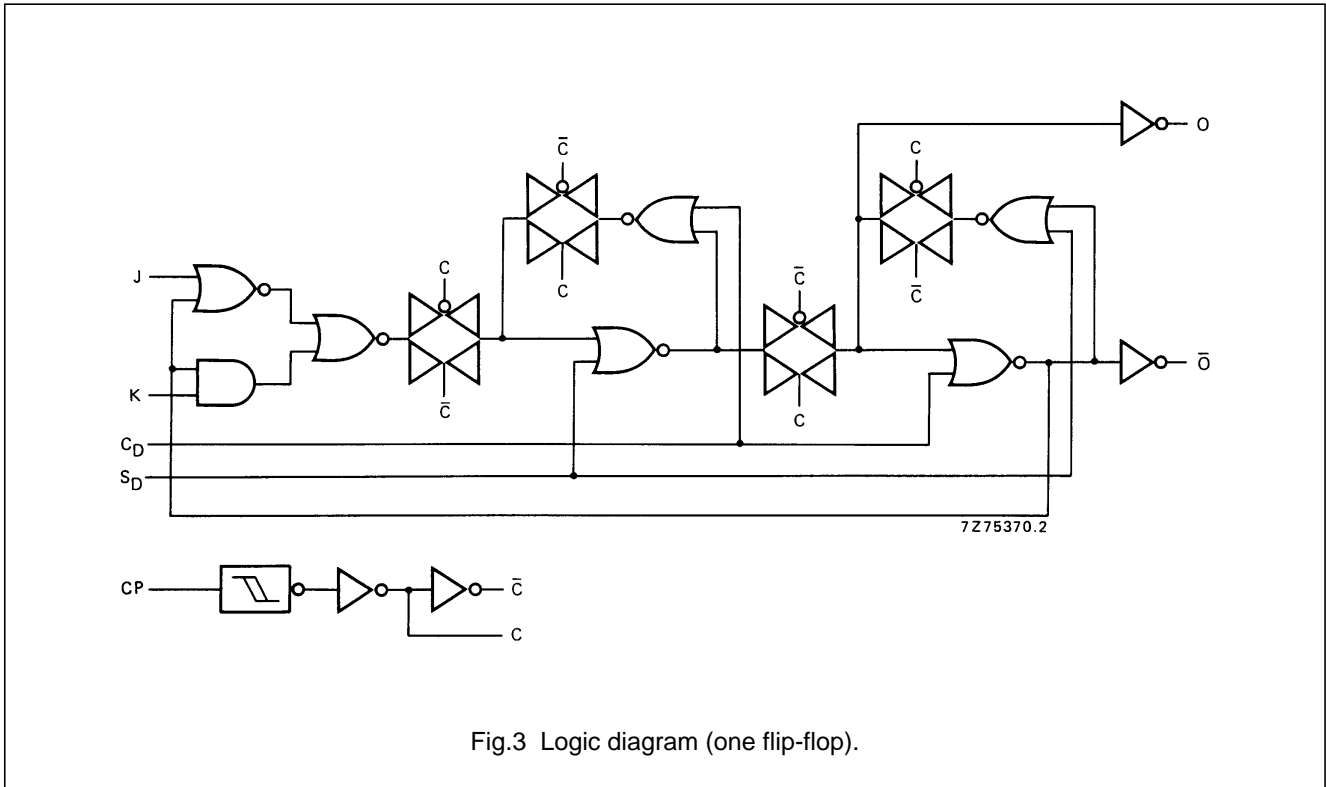 O
C̄
C
J
C
C̄
C
C̄
C̄
K
C̄
C
Ō
C_D
S_D
7Z75370.2
CP
C̄
C
Fig.3 Logic diagram (one flip-flop).